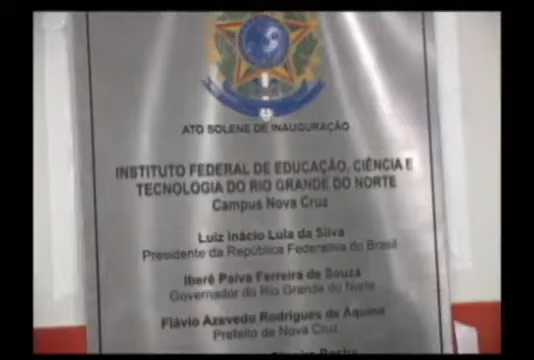 ATO SOLENE DE INAUGURAÇÃO
INSTITUTO FEDERAL DE EDUCAÇÃO, CIÊNCIA E
TECNOLOGIA DO RIO GRANDE DO NORTE
Campus Nova Cruz
Luiz Inácio Lula da Silva
Presidente da República Federativa do Brasil
Iberê Paiva Ferreira de Souza
Governador do Rio Grande do Norte
Flávio Azevedo Rodrigues de Aquino
Prefeito de Nova Cruz